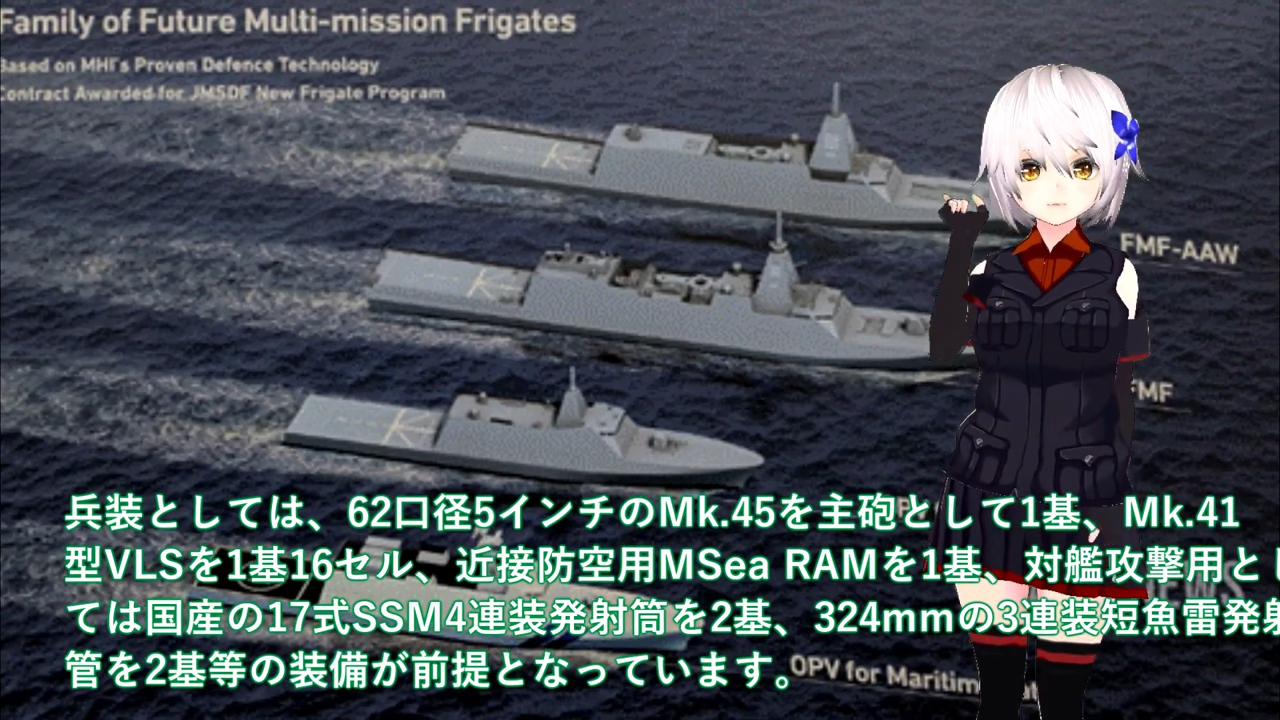 Family of Future Multi-mission Frigates
Based on MHI's Proven Defence Technology
Contract Awarded for JMSDF New Frigate Program
FMF-AAW
FMF
兵装としては、62口径5インチのMk.45を主砲として1基、Mk.41
型VLSを1基16セル、近接防空用MSea RAMを1基、対艦攻撃用とし
ては国産の17式SSM4連装発射筒を2基、324mmの3連装短魚雷発射
管を2基等の装備が前提となっています。
OPV for